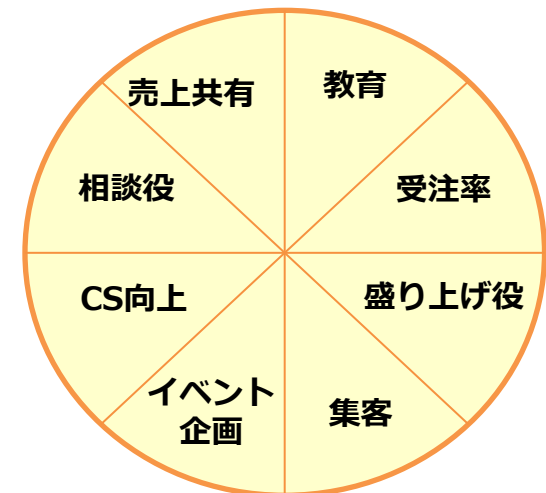 売上共有
教育
相談役
受注率
CS向上
盛り上げ役
イベント
企画
集客